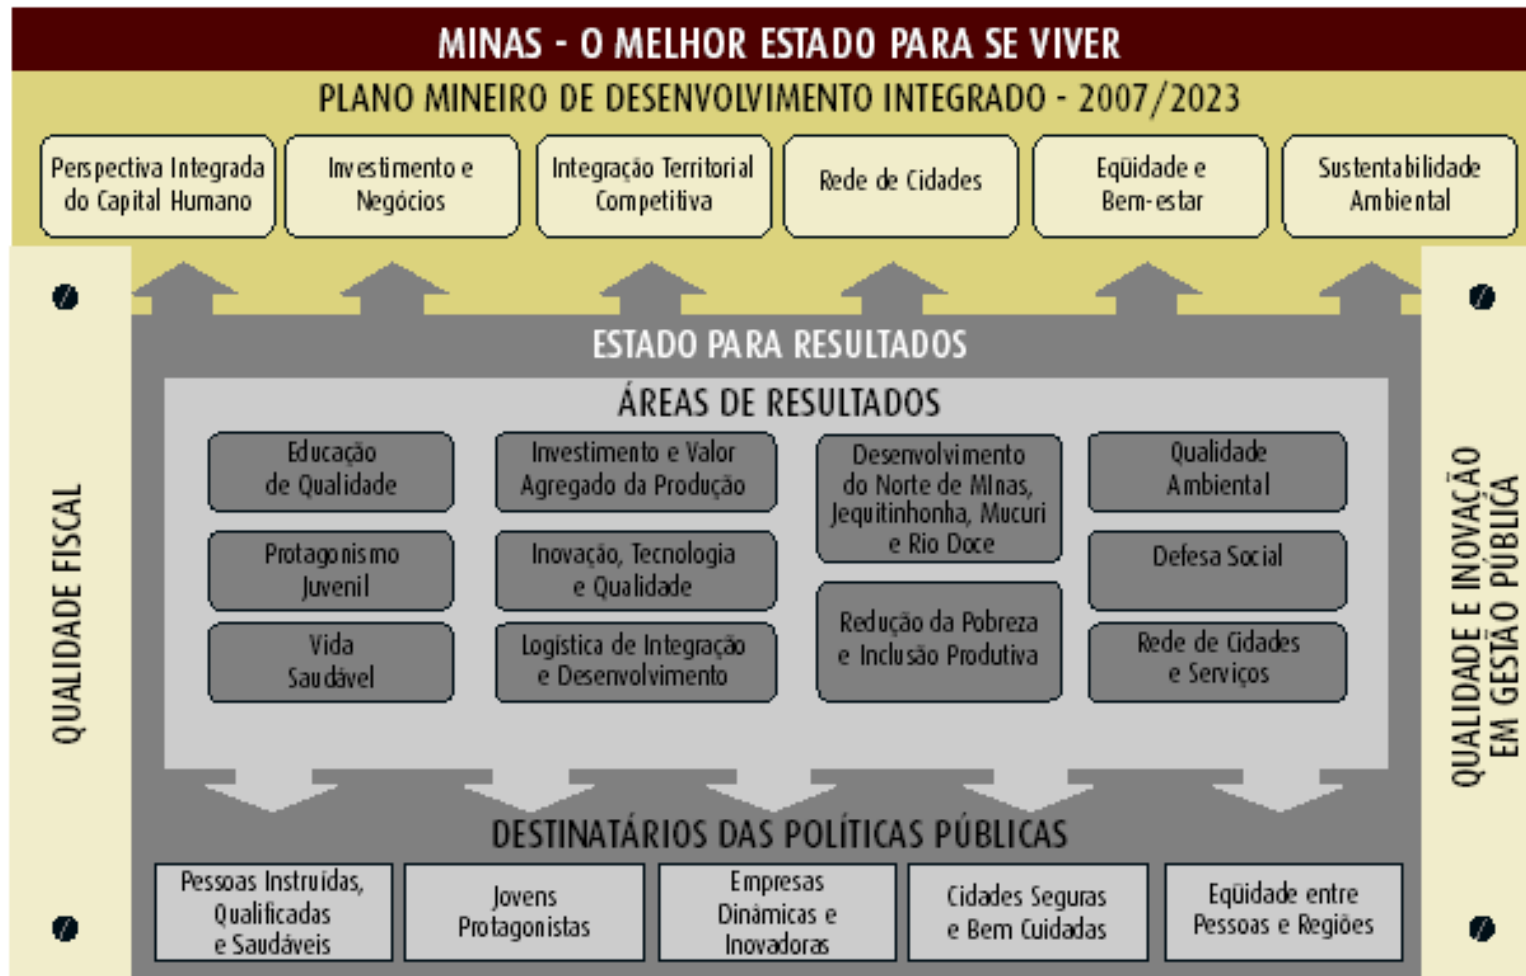 MINAS - O MELHOR ESTADO PARA SE VIVER
PLANO MINEIRO DE DESENVOLVIMENTO INTEGRADO - 2007/2023
Perspectiva Integrada
do Capital Humano
Investimento e
Negócios
Integração Territorial
Competitiva
Rede de Cidades
Eqüidade e
Bem-estar
Sustentabilidade
Ambiental
QUALIDADE FISCAL
ESTADO PARA RESULTADOS
ÁREAS DE RESULTADOS
Educação
de Qualidade
Protagonismo
Juvenil
Vida
Saudável
Investimento e Valor
Agregado da Produção
Inovação, Tecnologia
e Qualidade
Logística de Integração
e Desenvolvimento
Desenvolvimento
do Norte de MInas,
Jequitinhonha, Mucuri
e Rio Doce
Redução da Pobreza
e Inclusão Produtiva
Qualidade
Ambiental
Defesa Social
Rede de Cidades
e Serviços
QUALIDADE E INOVAÇÃO
EM GESTÃO PÚBLICA
DESTINATÁRIOS DAS POLÍTICAS PÚBLICAS
Pessoas Instruídas,
Qualificadas
e Saudáveis
Jovens
Protagonistas
Empresas
Dinâmicas e
Inovadoras
Cidades Seguras
e Bem Cuidadas
Eqüidade entre
Pessoas e Regiões